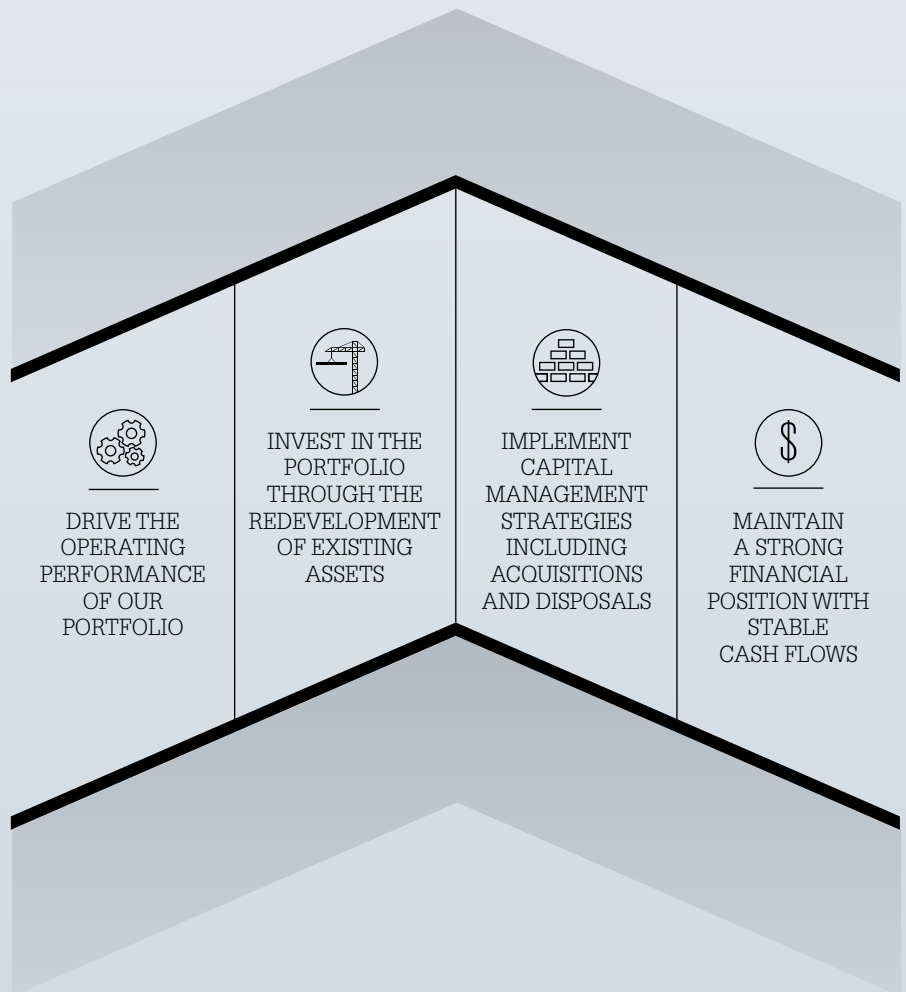 DRIVE THE
OPERATING
PERFORMANCE
OF OUR
PORTFOLIO
INVEST IN THE
PORTFOLIO
THROUGH THE
REDEVELOPMENT
OF EXISTING
ASSETS
IMPLEMENT
CAPITAL
MANAGEMENT
STRATEGIES
INCLUDING
ACQUISITIONS
AND DISPOSALS
$
MAINTAIN
A STRONG
FINANCIAL
POSITION WITH
STABLE
CASH FLOWS